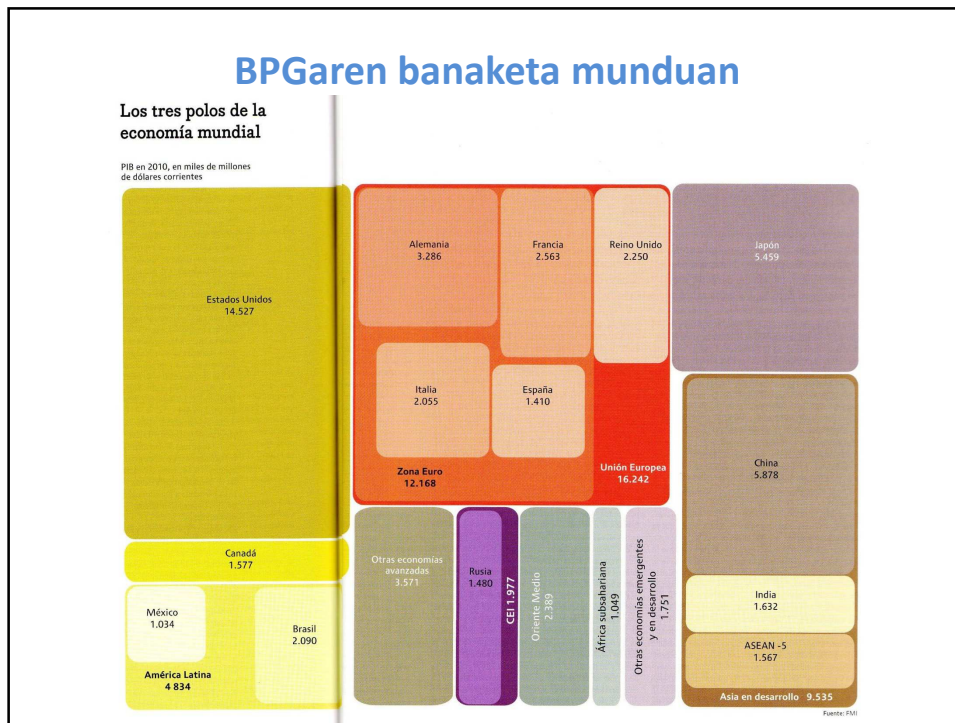 BPGaren banaketa munduan
Los tres polos de la
economía mundial
PIB en 2010, en miles de millones
de dólares corrientes
Estados Unidos
14.527
Canadá
1.577
México
1.034
Brasil
2.090
América Latina
4 834
Alemania
3.286
Francia
2.563
Reino Unido
2.250
Italia
2.055
España
1.410
Zona Euro
12.168
Unión Europea
16.242
Japón
5.459
Otras economías
avanzadas
3.571
Rusia
1.480
CEI 1.977
Oriente Medio
2.389
África subsahariana
1.049
Otras economías emergentes
y en desarrollo
1.751
China
5.878
India
1.632
ASEAN -5
1.567
Asia en desarrollo 9.535
Fuente: FMI